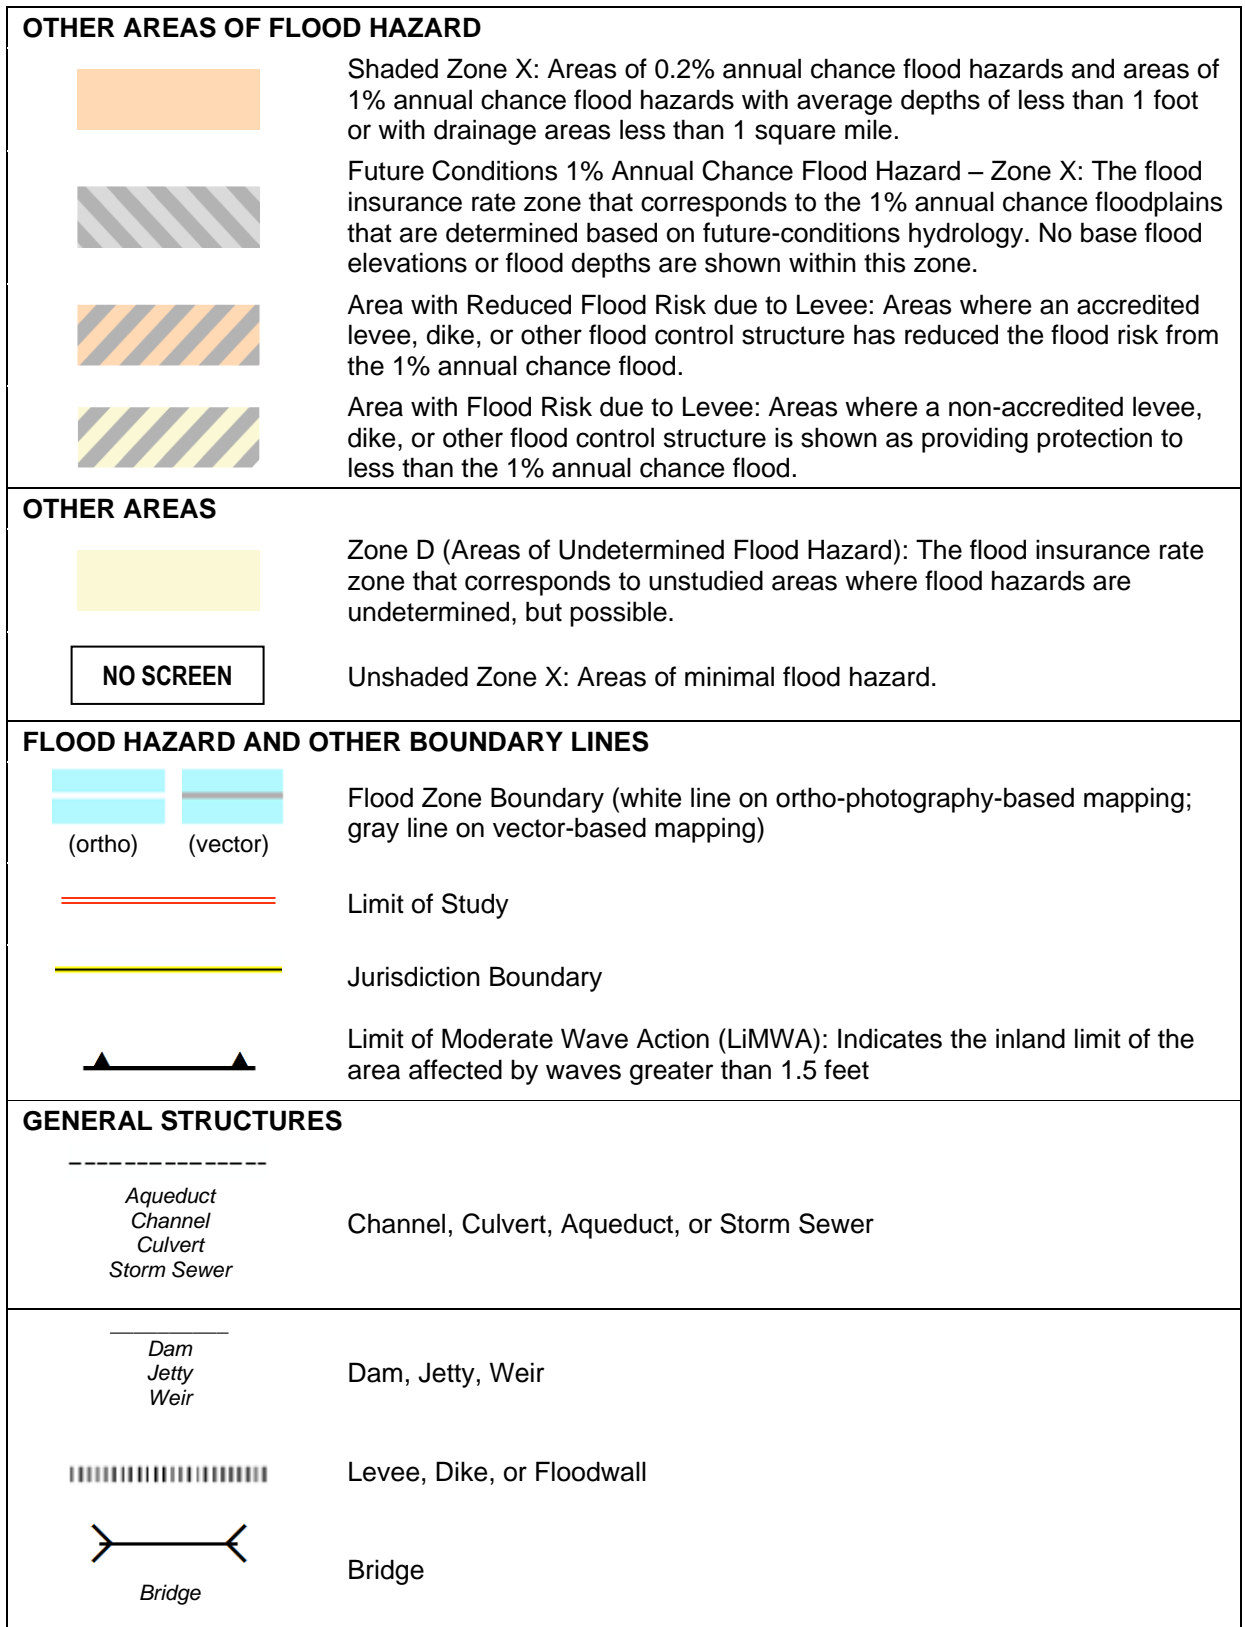 OTHER AREAS OF FLOOD HAZARD
Shaded Zone X: Areas of 0.2% annual chance flood hazards and areas of
1% annual chance flood hazards with average depths of less than 1 foot
or with drainage areas less than 1 square mile.
Future Conditions 1% Annual Chance Flood Hazard – Zone X: The flood
insurance rate zone that corresponds to the 1% annual chance floodplains
that are determined based on future-conditions hydrology. No base flood
elevations or flood depths are shown within this zone.
Area with Reduced Flood Risk due to Levee: Areas where an accredited
levee, dike, or other flood control structure has reduced the flood risk from
the 1% annual chance flood.
Area with Flood Risk due to Levee: Areas where a non-accredited levee,
dike, or other flood control structure is shown as providing protection to
less than the 1% annual chance flood.
OTHER AREAS
Zone D (Areas of Undetermined Flood Hazard): The flood insurance rate
zone that corresponds to unstudied areas where flood hazards are
undetermined, but possible.
NO SCREEN
Unshaded Zone X: Areas of minimal flood hazard.
FLOOD HAZARD AND OTHER BOUNDARY LINES
(ortho) (vector)
Flood Zone Boundary (white line on ortho-photography-based mapping;
gray line on vector-based mapping)
Limit of Study
Jurisdiction Boundary
Limit of Moderate Wave Action (LiMWA): Indicates the inland limit of the
area affected by waves greater than 1.5 feet
GENERAL STRUCTURES
Aqueduct
Channel
Culvert
Storm Sewer
Channel, Culvert, Aqueduct, or Storm Sewer
Dam
Jetty
Weir
Dam, Jetty, Weir
Levee, Dike, or Floodwall
Bridge
Bridge